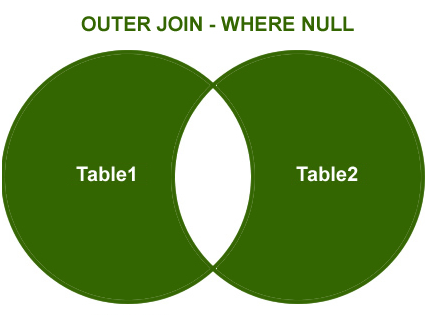 OUTER JOIN - WHERE NULL
Table1
Table2